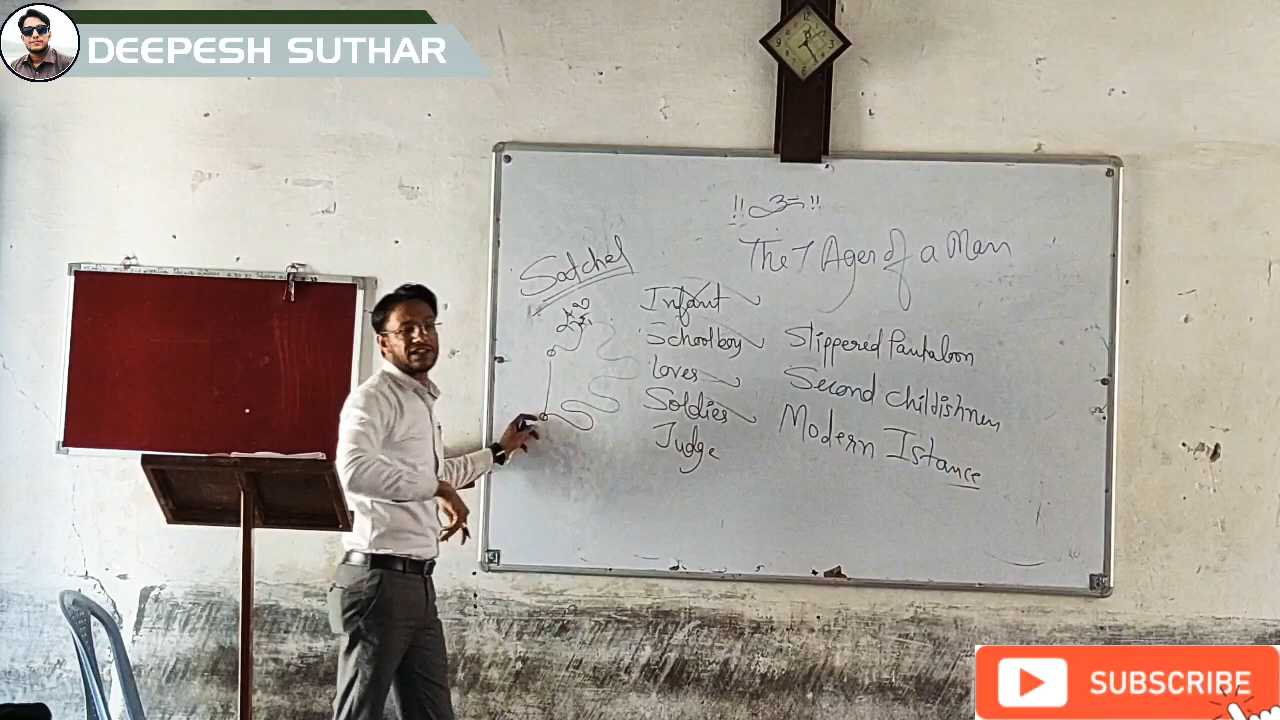 DEEPESH SUTHAR
!! ॐ !!
The 7 Ages of a Man
Satchel
Infant
Schoolboy
Lover
Soldier
Judge
Slippered Pantaloon
Second Childishness
Modern Istance
SUBSCRIBE